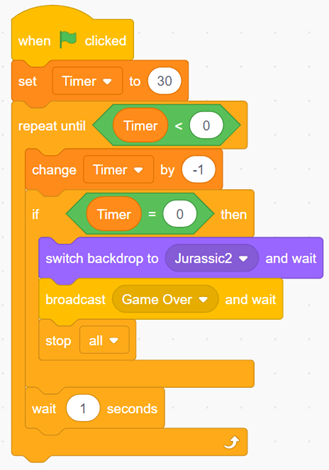 when clicked
set Timer to 30
repeat until Timer < 0
change Timer by -1
if Timer = 0 then
switch backdrop to Jurassic2 and wait
broadcast Game Over and wait
stop all
wait 1 seconds